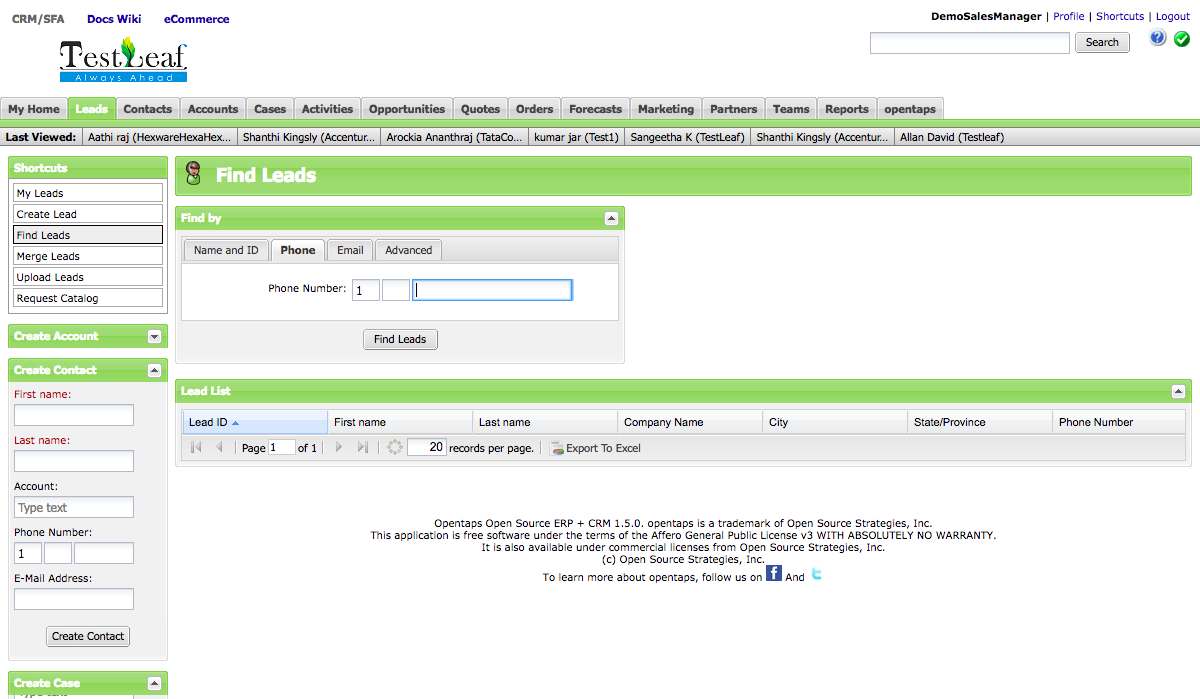 CRM/SFA Docs Wiki eCommerce
DemoSalesManager | Profile | Shortcuts | Logout
TestLeaf
Always Ahead
Search
?
My Home Leads Contacts Accounts Cases Activities Opportunities Quotes Orders Forecasts Marketing Partners Teams Reports opentaps
Last Viewed: Aathi raj (HexwareHexaHex... Shanthi Kingsly (Accentur... Arockia Ananthraj (TataCo... kumar jar (Test1) Sangeetha K (TestLeaf) Shanthi Kingsly (Accentur... Allan David (Testleaf)
Shortcuts
My Leads
Create Lead
Find Leads
Merge Leads
Upload Leads
Request Catalog
Create Account
Create Contact
First name:
Last name:
Account:
Type text
Phone Number:
1
E-Mail Address:
Create Contact
Create Case
Find Leads
Find by
Name and ID Phone Email Advanced
Phone Number: 1
Find Leads
Lead List
Lead ID First name Last name Company Name City State/Province Phone Number
Page 1 of 1 20 records per page. Export To Excel
Opentaps Open Source ERP + CRM 1.5.0. opentaps is a trademark of Open Source Strategies, Inc.
This application is free software under the terms of the Affero General Public License v3 WITH ABSOLUTELY NO WARRANTY.
It is also available under commercial licenses from Open Source Strategies, Inc.
(c) Open Source Strategies, Inc.
To learn more about opentaps, follow us on f And t